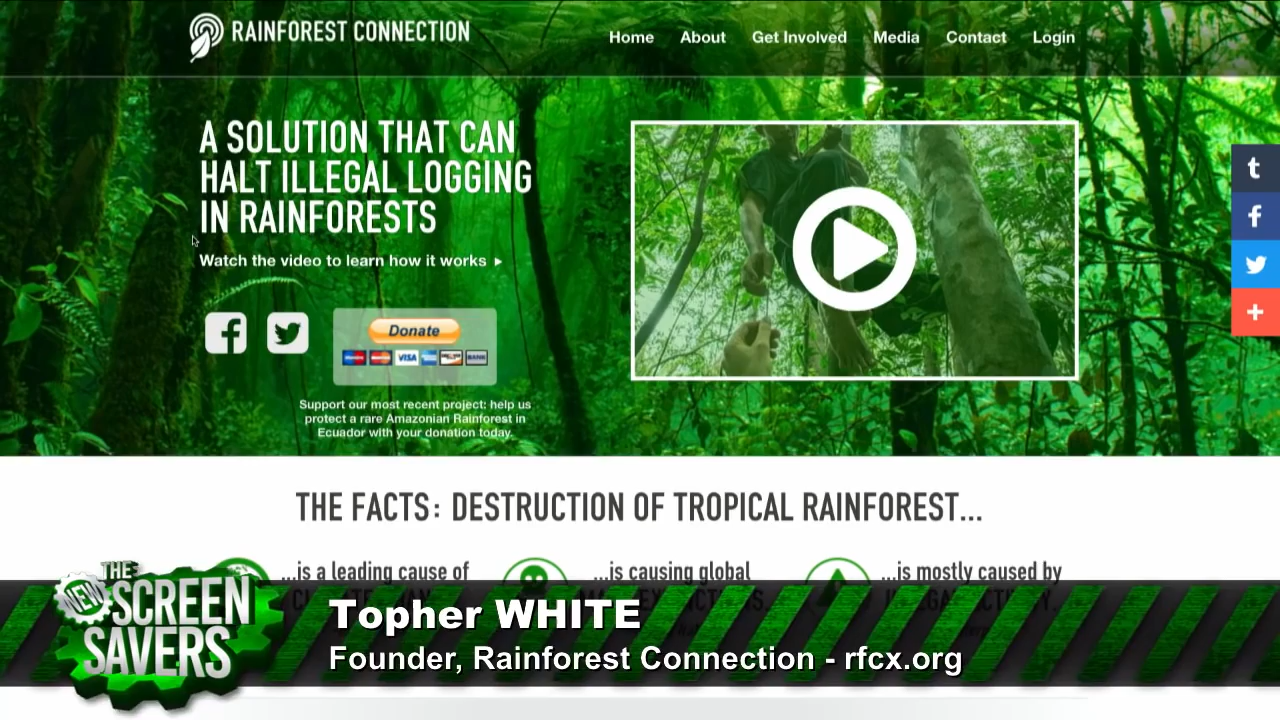 RAINFOREST CONNECTION
Home About Get Involved Media Contact Login
A SOLUTION THAT CAN
HALT ILLEGAL LOGGING
IN RAINFORESTS
Watch the video to learn how it works
Donate
VISA
BANK
Support our most recent project: help us
protect a rare Amazonian Rainforest in
Ecuador with your donation today.
THE FACTS: DESTRUCTION OF TROPICAL RAINFOREST...
...is a leading cause of
...is causing global
...is mostly caused by
THE NEW SCREEN SAVERS
Topher WHITE
Founder, Rainforest Connection - rfcx.org